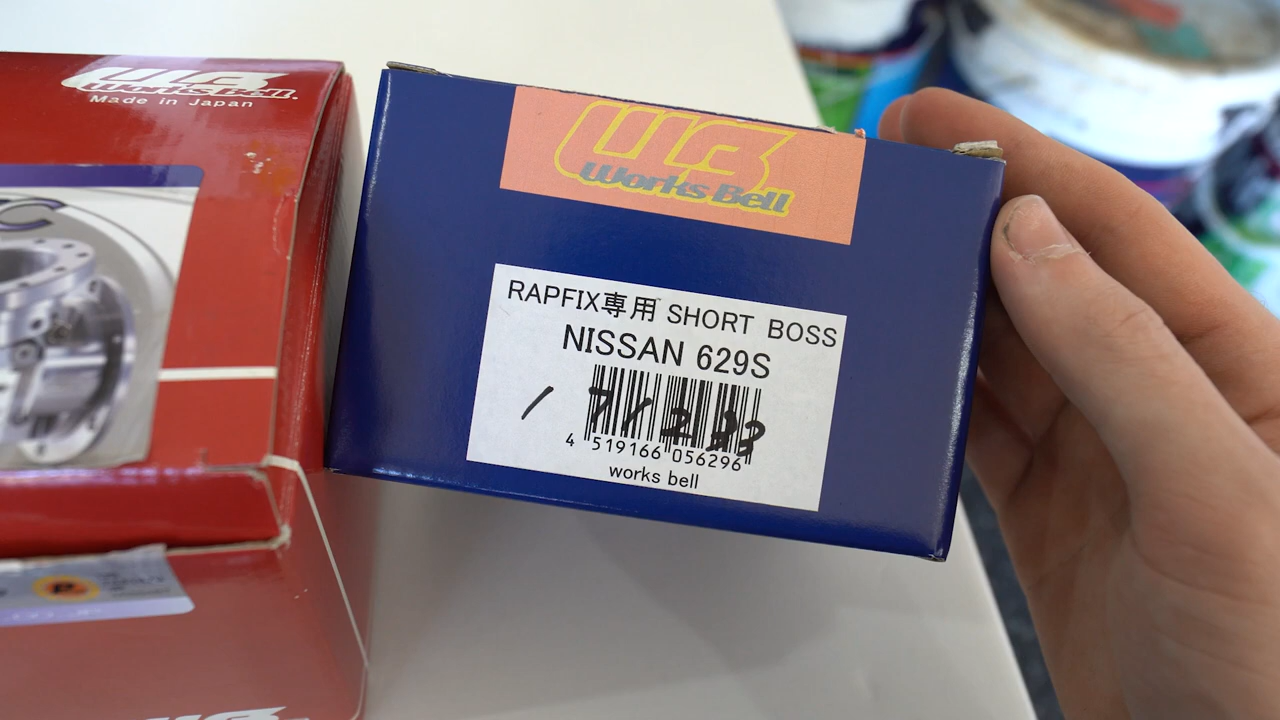 Works Bell.
Made in Japan
C
WB
Works Bell
RAPFIX専用 SHORT BOSS
NISSAN 629S
4 519166 056296
works bell